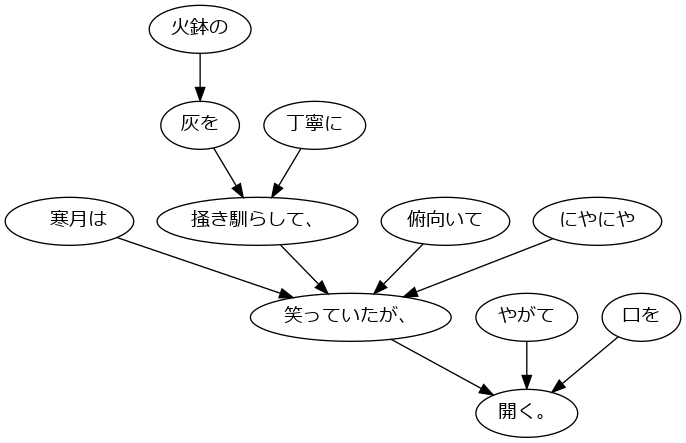 火鉢の
灰を
丁寧に
寒月は
掻き馴らして、
俯向いて
にやにや
笑っていたが、
やがて
口を
開く。